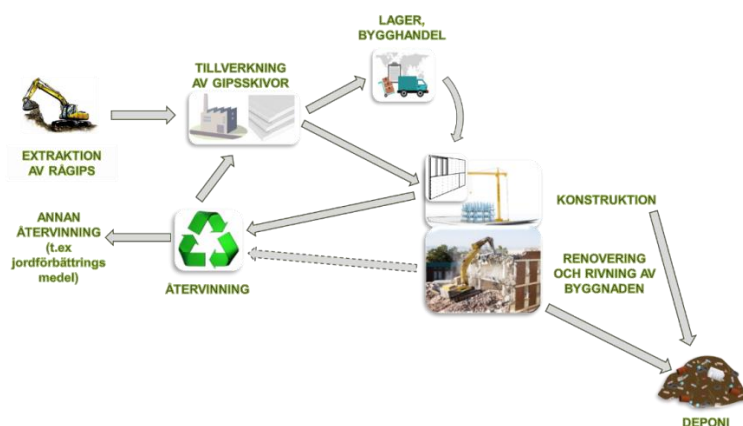 LAGER,
BYGGHANDEL
TILLVERKNING
AV GIPSSKIVOR
EXTRAKTION
AV RÅGIPS
KONSTRUKTION
ANNAN
ÅTERVINNING
(t.ex
jordförbättrings
medel)
ÅTERVINNING
RENOVERING
OCH RIVNING AV
BYGGNADEN
DEPONI